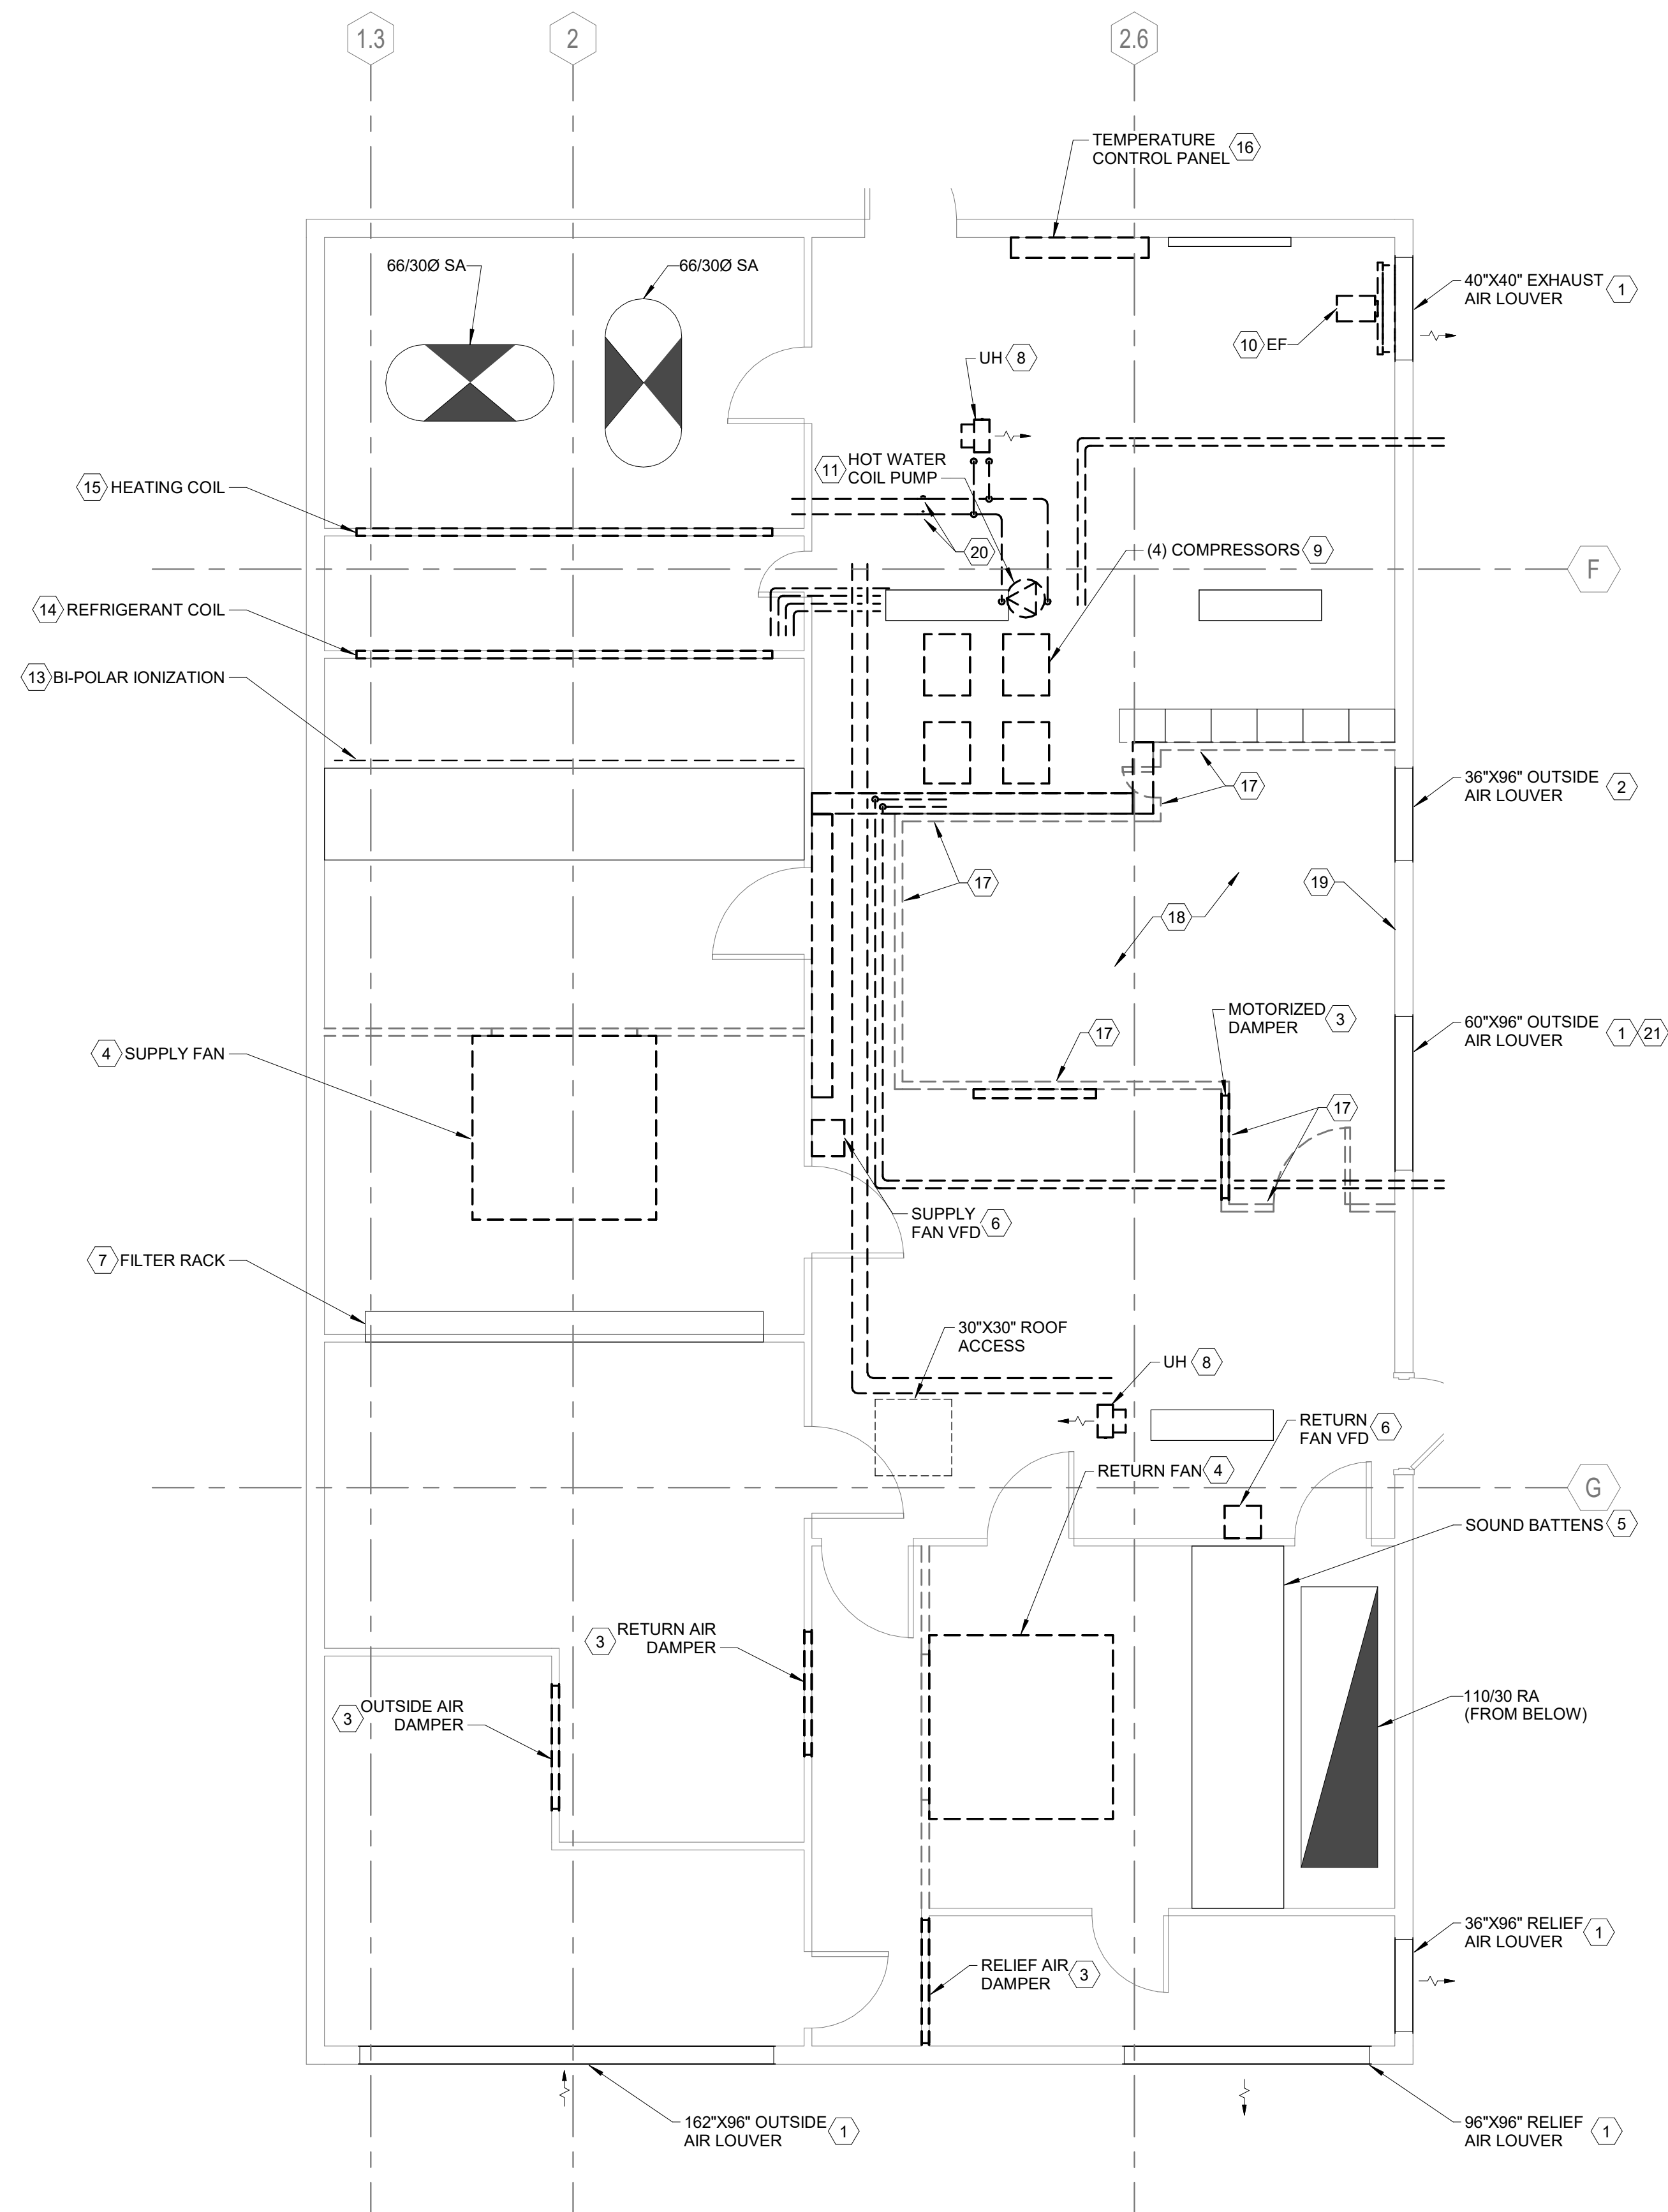 1.3
2
2.6
TEMPERATURE
CONTROL PANEL 16
66/30Ø SA
66/30Ø SA
40"X40" EXHAUST
AIR LOUVER 1
10 EF
UH 8
11 HOT WATER
COIL PUMP
15 HEATING COIL
20
(4) COMPRESSORS 9
F
14 REFRIGERANT COIL
13 BI-POLAR IONIZATION
17
36"X96" OUTSIDE
AIR LOUVER 2
17
19
18
MOTORIZED
DAMPER 3
60"X96" OUTSIDE
AIR LOUVER 1 21
17
4 SUPPLY FAN
17
SUPPLY
FAN VFD 6
7 FILTER RACK
30"X30" ROOF
ACCESS
UH 8
RETURN
FAN VFD 6
RETURN FAN 4
G
SOUND BATTENS 5
3 RETURN AIR
DAMPER
3 OUTSIDE AIR
DAMPER
110/30 RA
(FROM BELOW)
36"X96" RELIEF
AIR LOUVER 1
RELIEF AIR
DAMPER 3
162"X96" OUTSIDE
AIR LOUVER 1
96"X96" RELIEF
AIR LOUVER 1